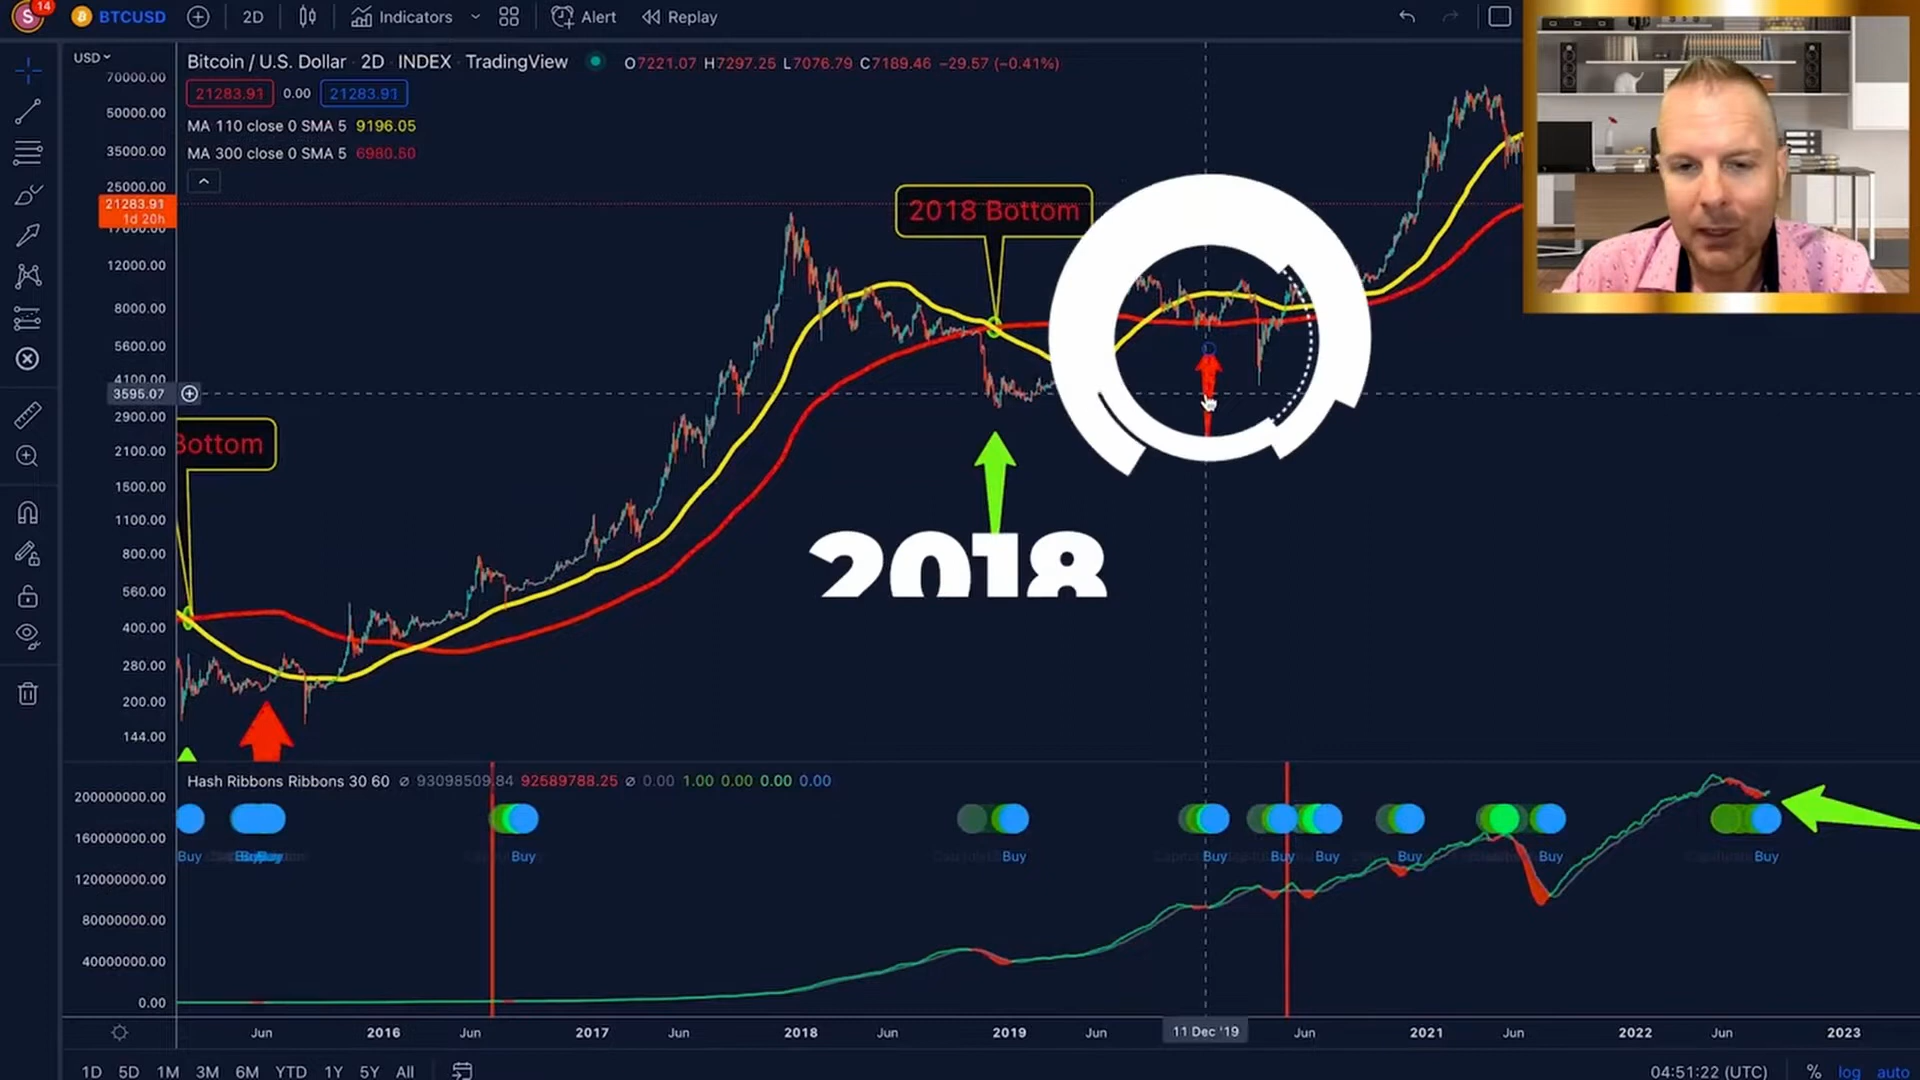 S 14 BTCUSD 2D Indicators Alert Replay
USD
Bitcoin / U.S. Dollar 2D INDEX TradingView O7221.07 H7297.25 L7076.79 C7189.46 −29.57 (−0.41%)
21283.91 0.00 21283.91
MA 110 close 0 SMA 5 9196.05
MA 300 close 0 SMA 5 6980.50
70000.00
50000.00
35000.00
25000.00
21283.91
1d 20h
17000.00
12000.00
8000.00
5600.00
4100.00
3595.07
2900.00
2100.00
1500.00
1100.00
800.00
560.00
400.00
280.00
200.00
144.00
2018 Bottom
Bottom
2018
Hash Ribbons Ribbons 30 60 ∅ 93098509.84 92589788.25 ∅ 0.00 1.00 0.00 0.00 0.00
200000000.00
160000000.00
120000000.00
80000000.00
40000000.00
0.00
Buy Buy Buy Buy Buy Buy Buy Buy Buy Buy Buy
Jun 2016 Jun 2017 Jun 2018 Jun 2019 Jun 11 Dec '19 Jun 2021 Jun 2022 Jun 2023
1D 5D 1M 3M 6M YTD 1Y 5Y All 04:51:22 (UTC) % log auto